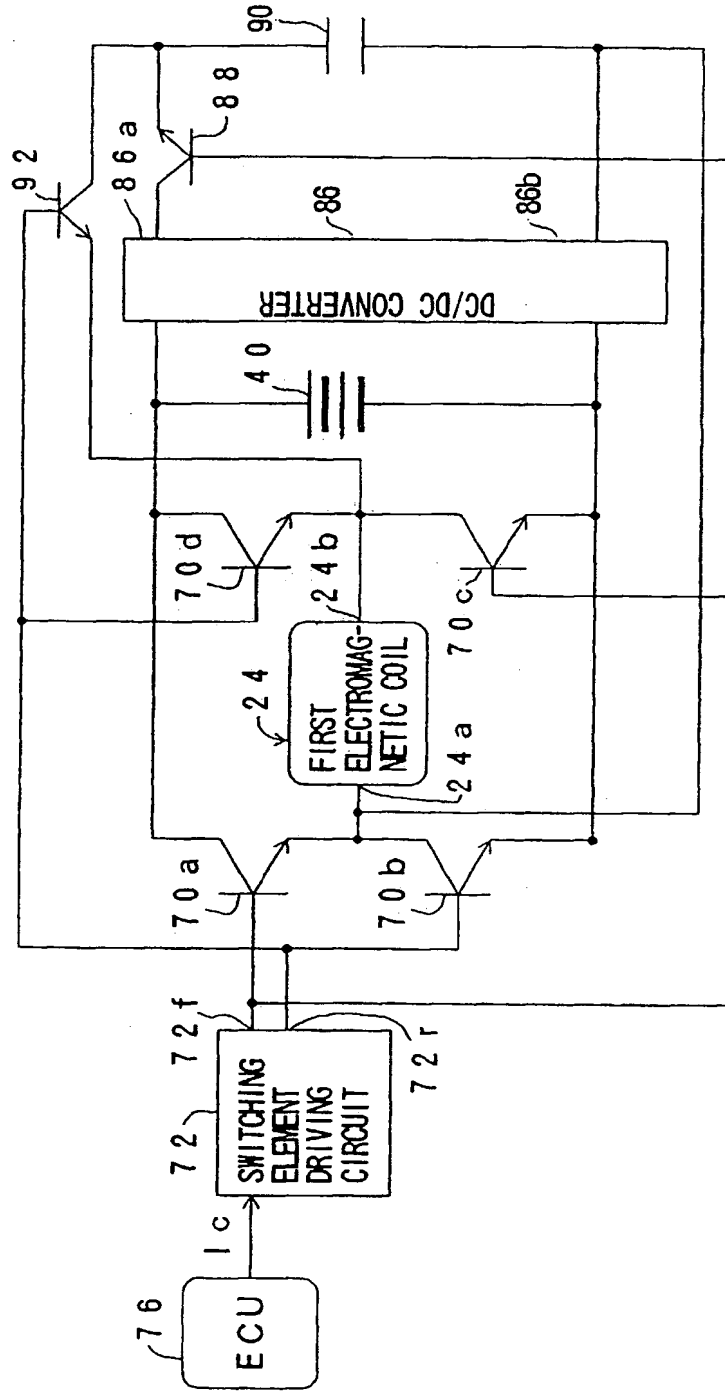 76
ECU
Ic
72
SWITCHING
ELEMENT
DRIVING
CIRCUIT
72f
72r
70a
70b
24
FIRST
ELECTROMAG-
NETIC COIL
24a
24b
70d
70c
40
DC/DC CONVERTER
92
86a
86
86b
88
90